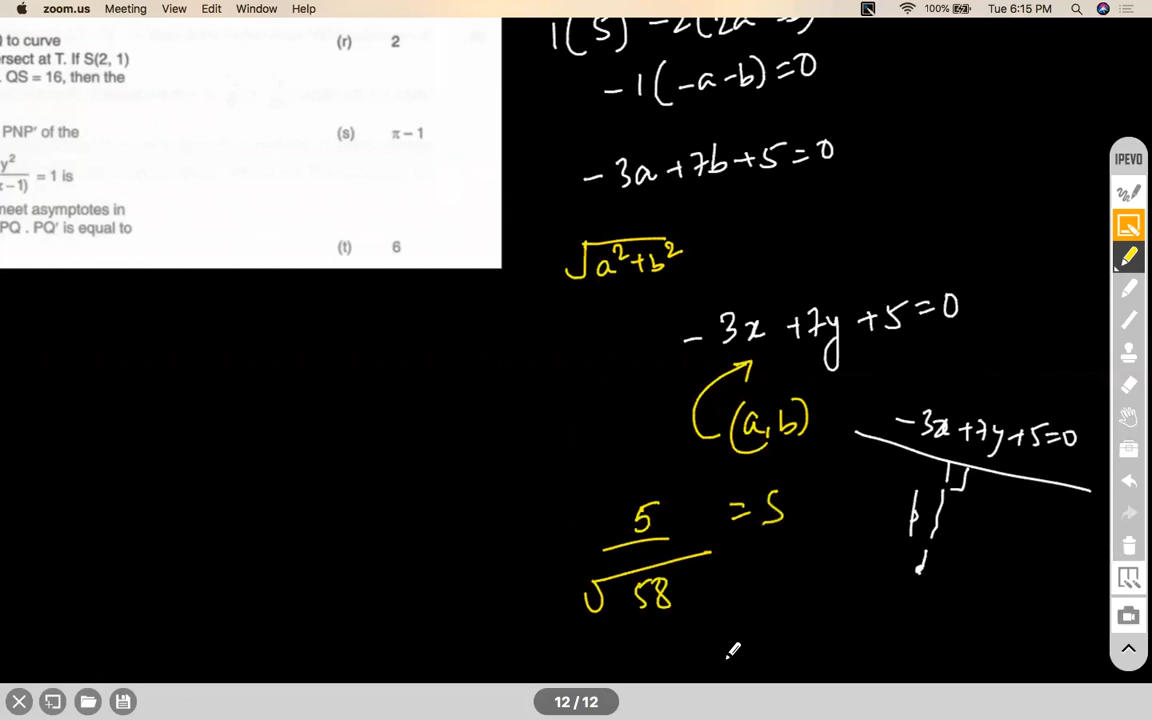 zoom.us Meeting View Edit Window Help 100% Tue 6:15 PM
) to curve
ersect at T. If S(2, 1)
. QS = 16, then the
(r) 2
PNP' of the
(s) π – 1
y²
= 1 is
–1)
meet asymptotes in
PQ . PQ' is equal to
(t) 6
-1(-a-b)=0
-3a+7b+5=0
√a²+b²
-3x+7y+5=0
(a,b)
-3x+7y+5=0
5
= S
√58
p
IPEVO
12 / 12